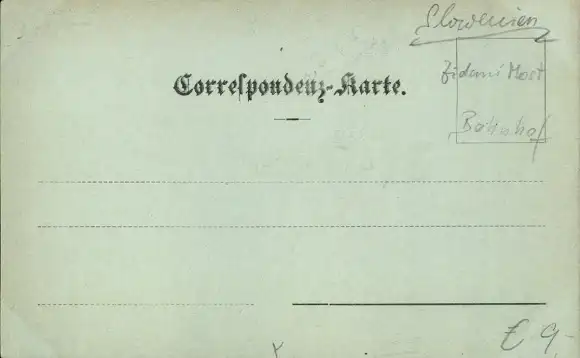 Slowenien
Zidani Most
Bahnhof
Correspondenz-Karte.
€ 9,-